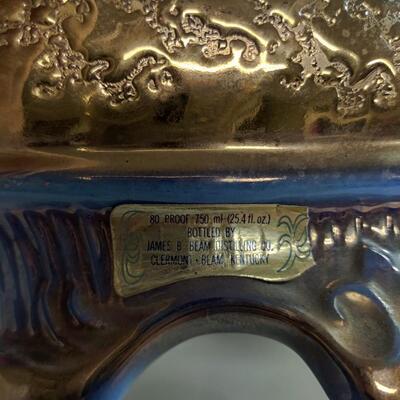 80 PROOF 750 ml (25.4 fl. oz.)
BOTTLED BY
JAMES B. BEAM DISTILLING CO.
CLERMONT • BEAM, KENTUCKY